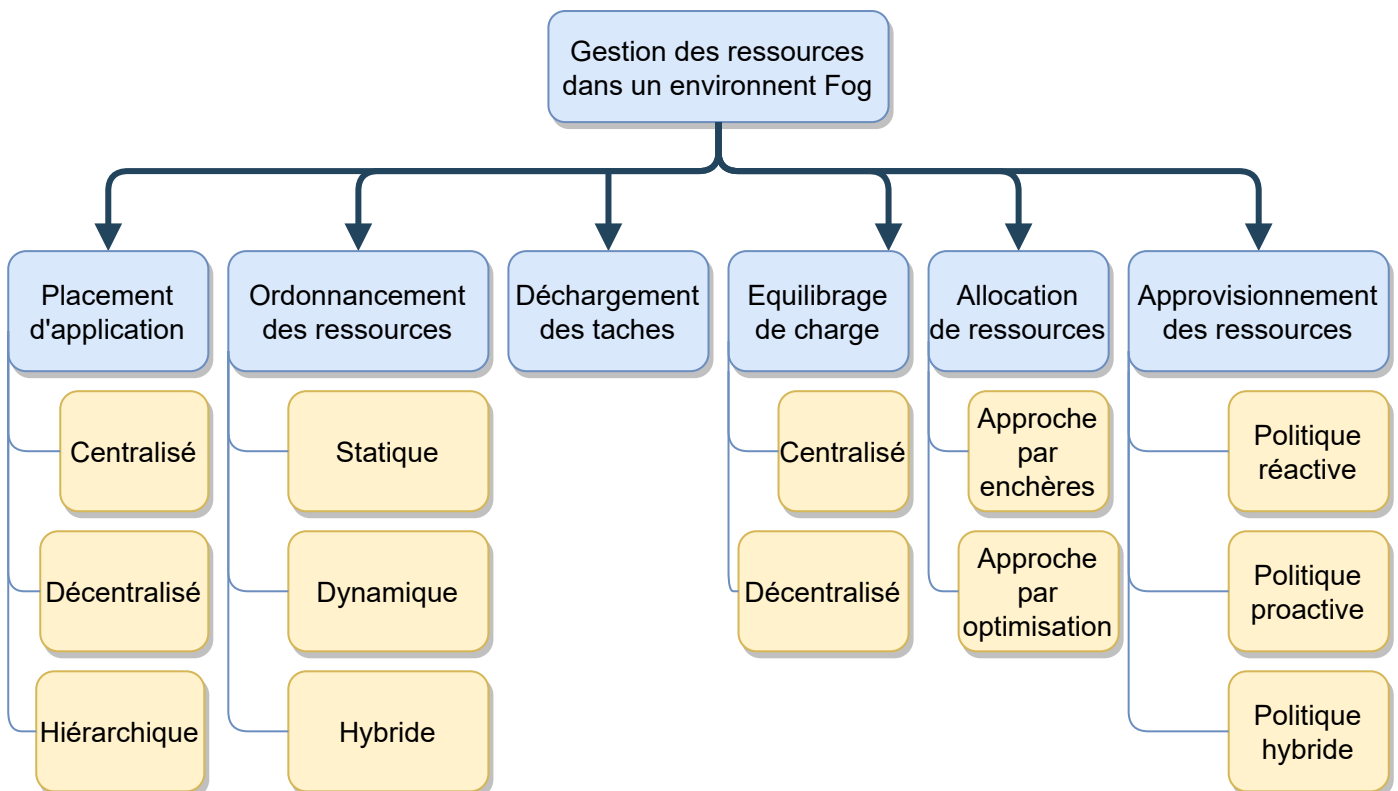 Gestion des ressources
dans un environnent Fog
Placement
d'application
Ordonnancement
des ressources
Déchargement
des taches
Equilibrage
de charge
Allocation
de ressources
Approvisionnement
des ressources
Centralisé
Décentralisé
Hiérarchique
Statique
Dynamique
Hybride
Centralisé
Décentralisé
Approche
par
enchères
Approche
par
optimisation
Politique
réactive
Politique
proactive
Politique
hybride